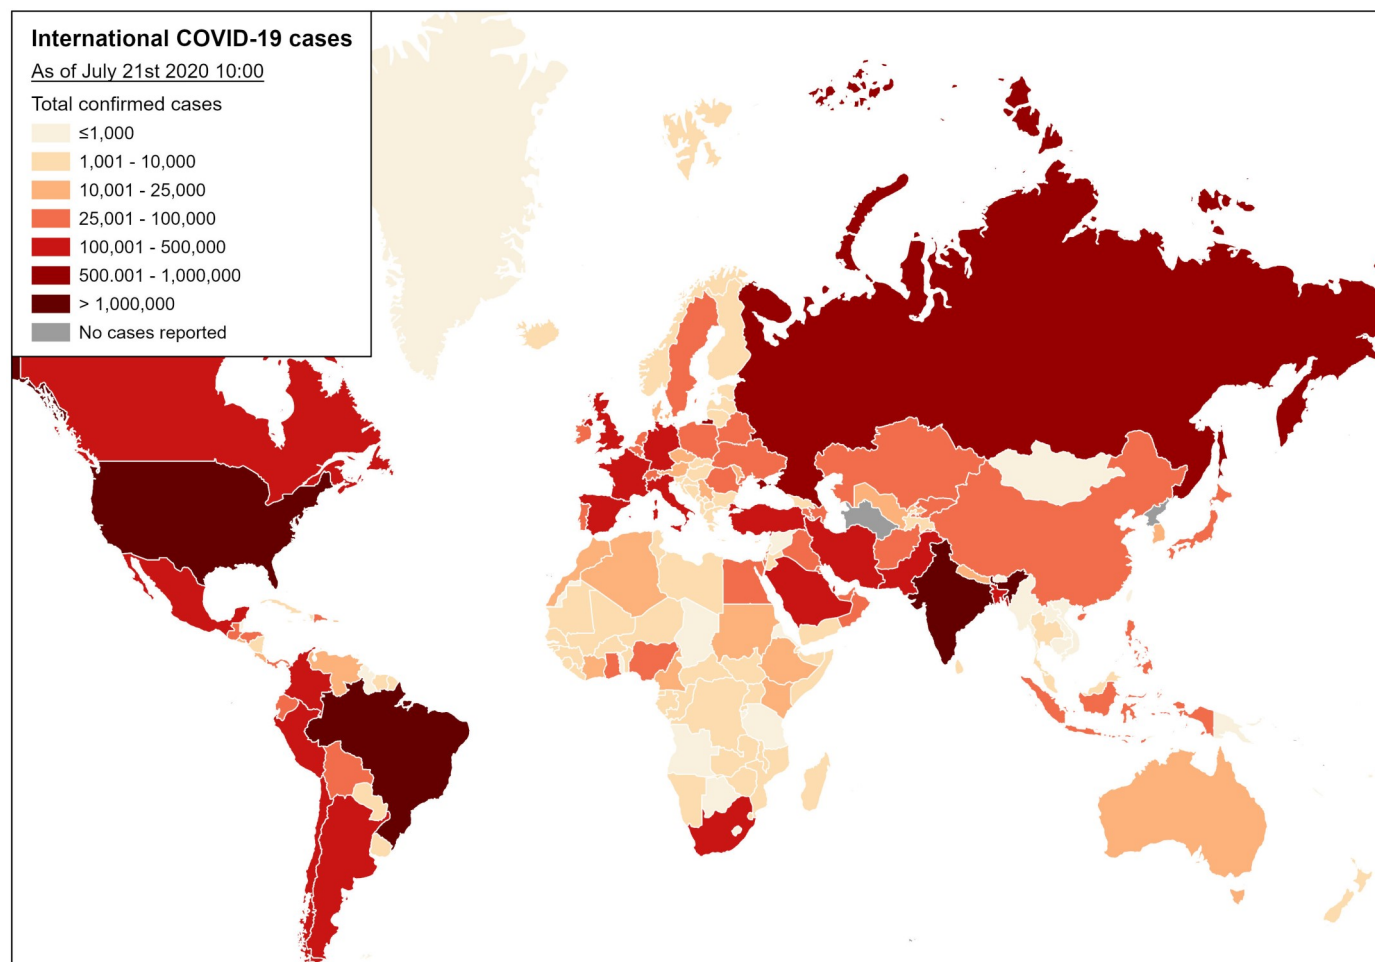 International COVID-19 cases
As of July 21st 2020 10:00
Total confirmed cases
≤1,000
1,001 - 10,000
10,001 - 25,000
25,001 - 100,000
100,001 - 500,000
500.001 - 1,000,000
> 1,000,000
No cases reported